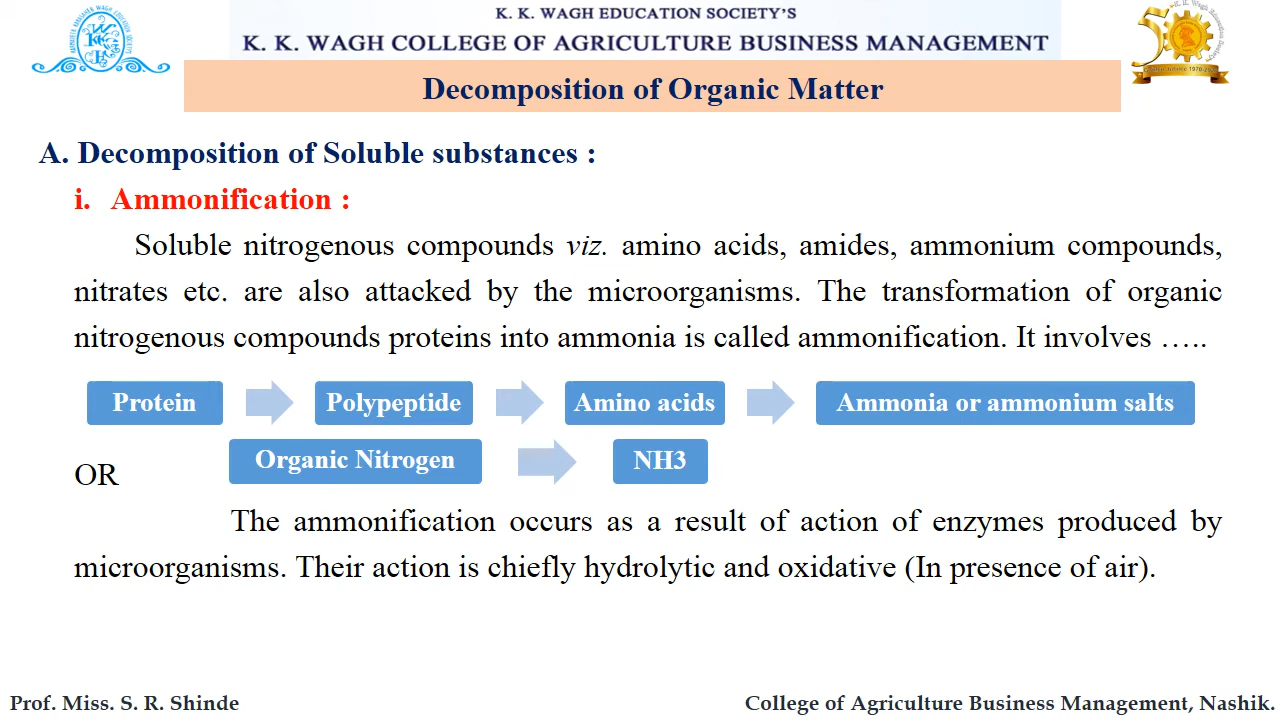 K. K. WAGH EDUCATION SOCIETY'S
K. K. WAGH COLLEGE OF AGRICULTURE BUSINESS MANAGEMENT
Decomposition of Organic Matter
A. Decomposition of Soluble substances :
i. Ammonification :
Soluble nitrogenous compounds viz. amino acids, amides, ammonium compounds,
nitrates etc. are also attacked by the microorganisms. The transformation of organic
nitrogenous compounds proteins into ammonia is called ammonification. It involves …..
Protein Polypeptide Amino acids Ammonia or ammonium salts
OR Organic Nitrogen NH3
The ammonification occurs as a result of action of enzymes produced by
microorganisms. Their action is chiefly hydrolytic and oxidative (In presence of air).
Prof. Miss. S. R. Shinde College of Agriculture Business Management, Nashik.